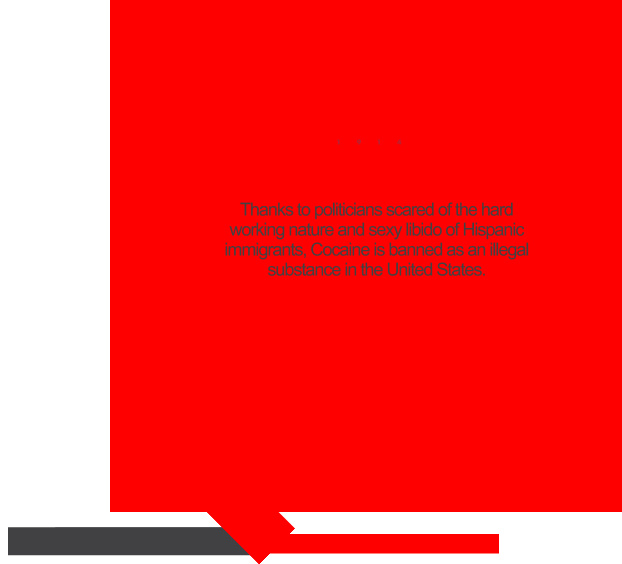 Thanks to politicians scared of the hard
working nature and sexy libido of Hispanic
immigrants, Cocaine is banned as an illegal
substance in the United States.